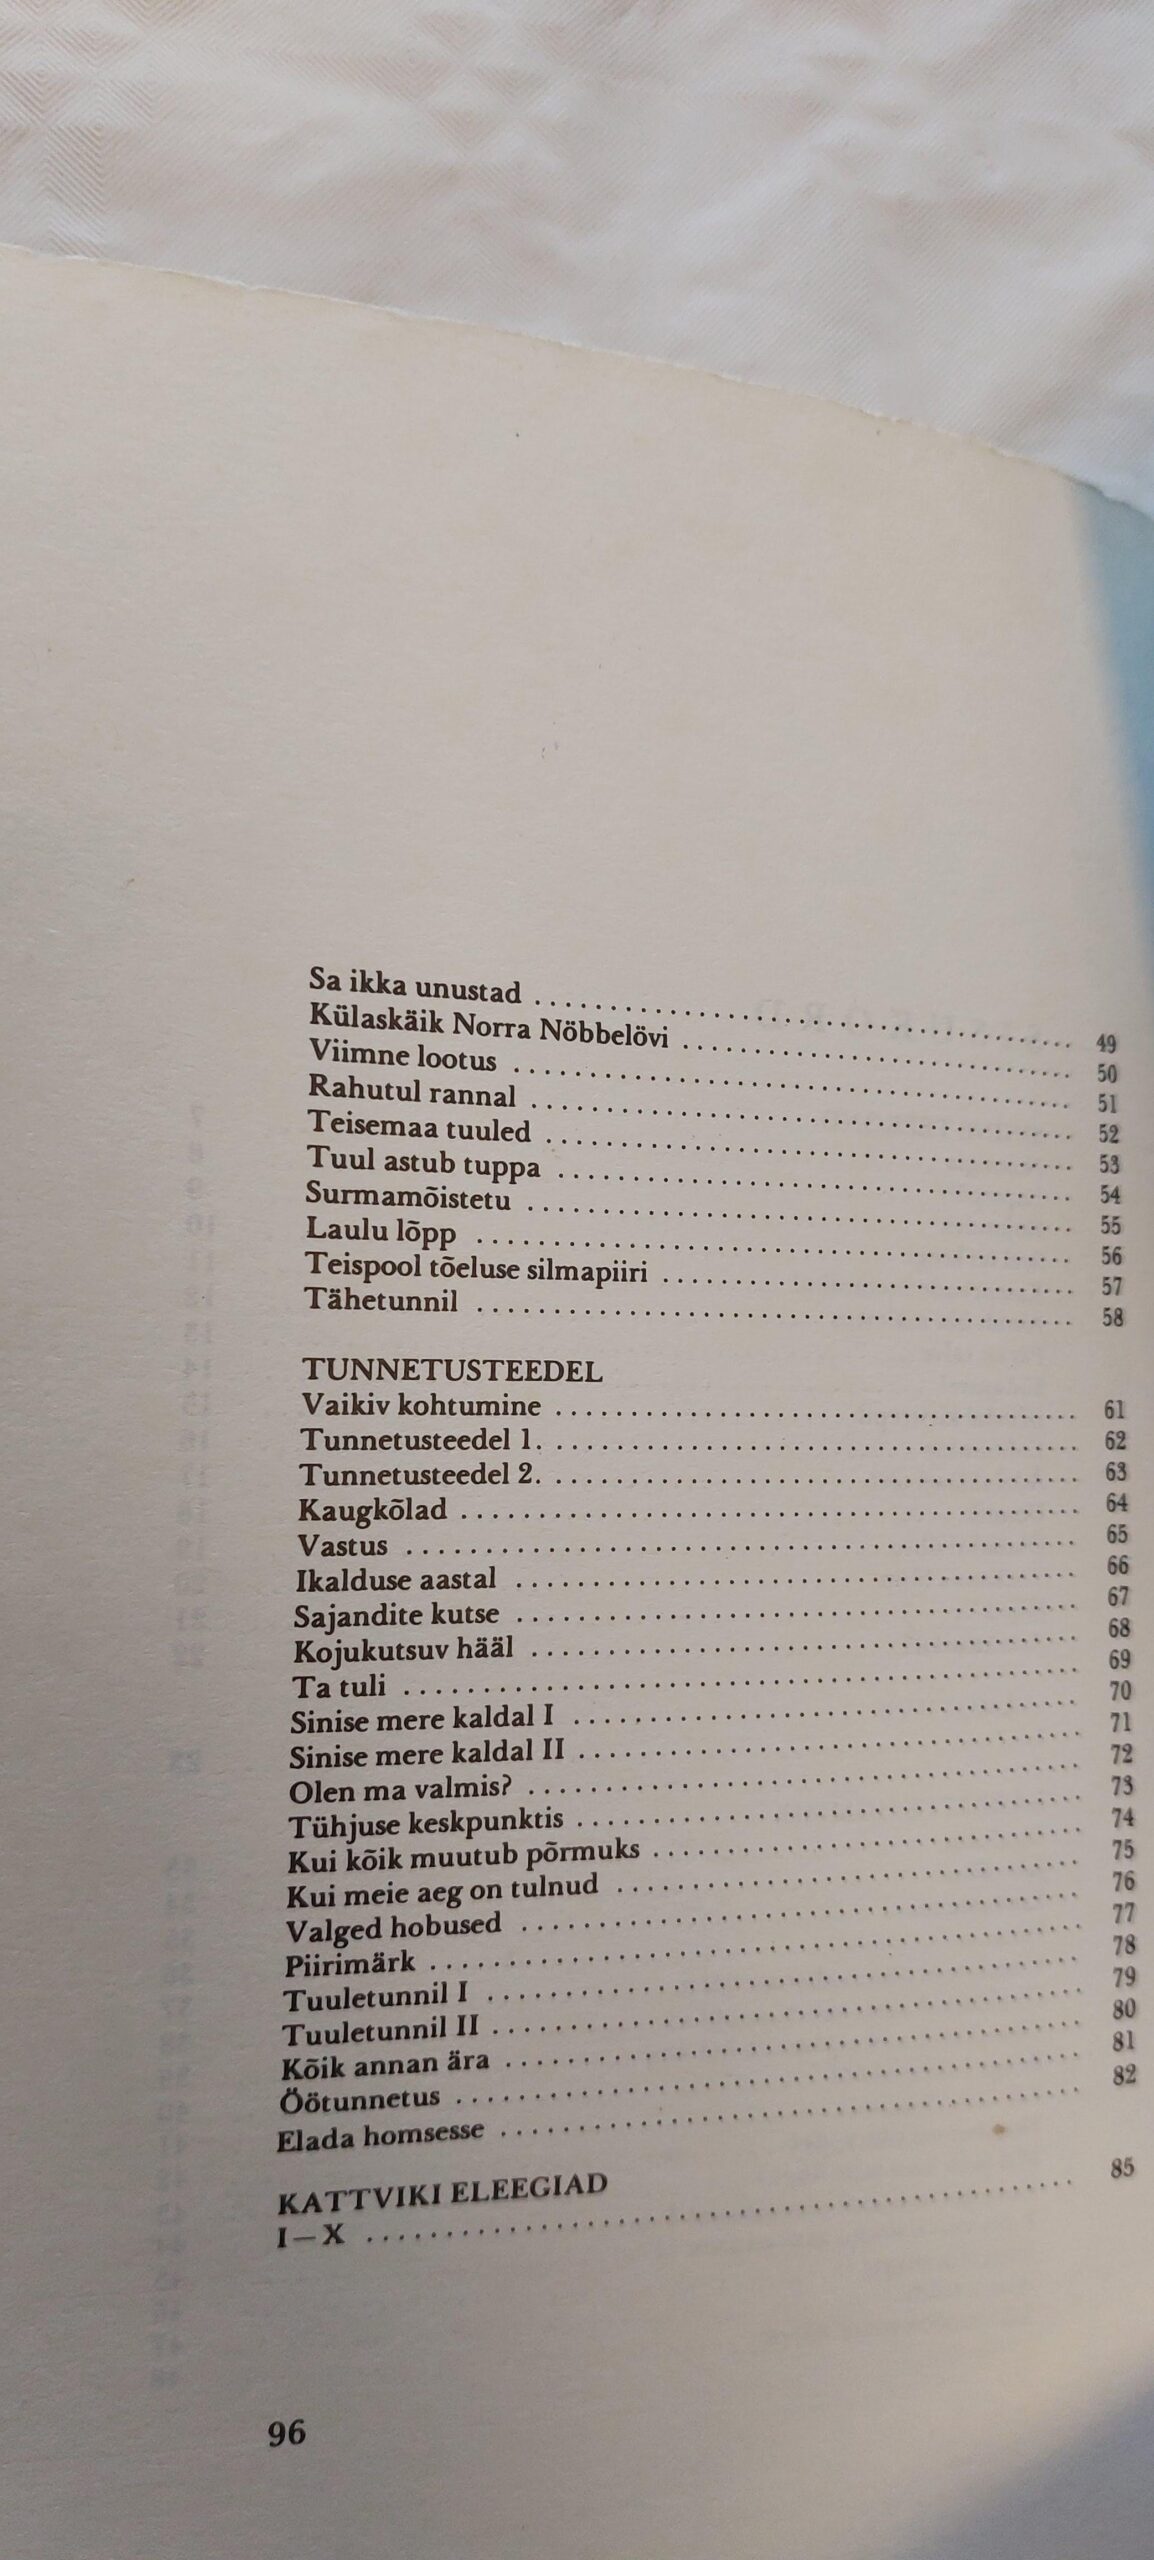 Sa ikka unustad 49
Külaskäik Norra Nöbbelövi 50
Viimne lootus 51
Rahutul rannal 52
Teisemaa tuuled 53
Tuul astub tuppa 54
Surmamõistetu 55
Laulu lõpp 56
Teispool tõeluse silmapiiri 57
Tähetunnil 58
TUNNETUSTEEDEL
Vaikiv kohtumine 61
Tunnetusteedel 1. 62
Tunnetusteedel 2. 63
Kaugkõlad 64
Vastus 65
Ikalduse aastal 66
Sajandite kutse 67
Kojukutsuv hääl 68
Ta tuli 69
Sinise mere kaldal I 70
Sinise mere kaldal II 71
Olen ma valmis? 72
Tühjuse keskpunktis 73
Kui kõik muutub põrmuks 74
Kui meie aeg on tulnud 75
Valged hobused 76
Piirimärk 77
Tuuletunnil I 78
Tuuletunnil II 79
Kõik annan ära 80
Öötunnetus 81
Elada homsesse 82
KATTVIKI ELEEGIAD
I—X 85
96